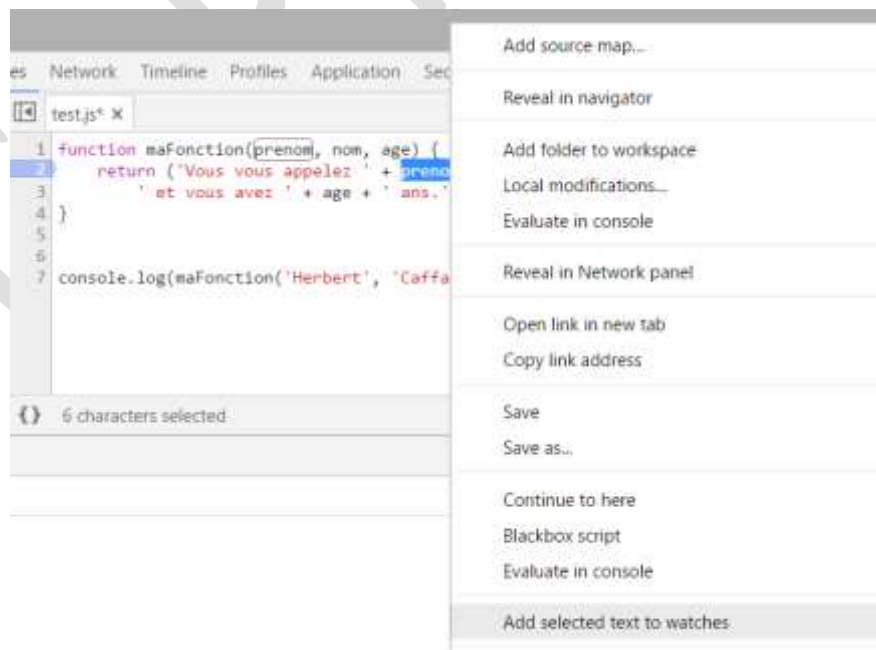 es Network Timeline Profiles Application Sec
test.js* ×
1 function maFonction(prenom, nom, age) {
2 return ('Vous vous appelez ' + preno
3 ' et vous avez ' + age + ' ans.'
4 }
5
6
7 console.log(maFonction('Herbert', 'Caffa
{} 6 characters selected
Add source map...
Reveal in navigator
Add folder to workspace
Local modifications...
Evaluate in console
Reveal in Network panel
Open link in new tab
Copy link address
Save
Save as...
Continue to here
Blackbox script
Evaluate in console
Add selected text to watches